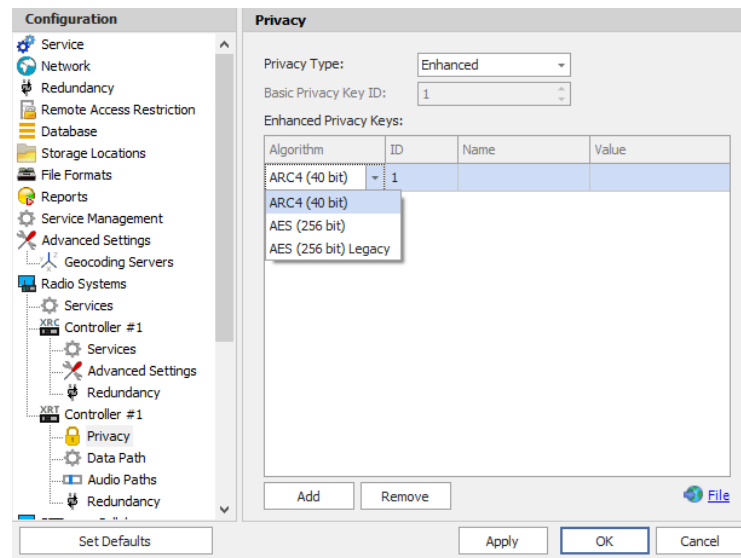 Configuration
Service
Network
Redundancy
Remote Access Restriction
Database
Storage Locations
File Formats
Reports
Service Management
Advanced Settings
Geocoding Servers
Radio Systems
Services
XRC Controller #1
Services
Advanced Settings
Redundancy
XRT Controller #1
Privacy
Data Path
Audio Paths
Redundancy
Set Defaults
Privacy
Privacy Type: Enhanced
Basic Privacy Key ID: 1
Enhanced Privacy Keys:
Algorithm ID Name Value
ARC4 (40 bit) 1
ARC4 (40 bit)
AES (256 bit)
AES (256 bit) Legacy
Add Remove File
Apply OK Cancel